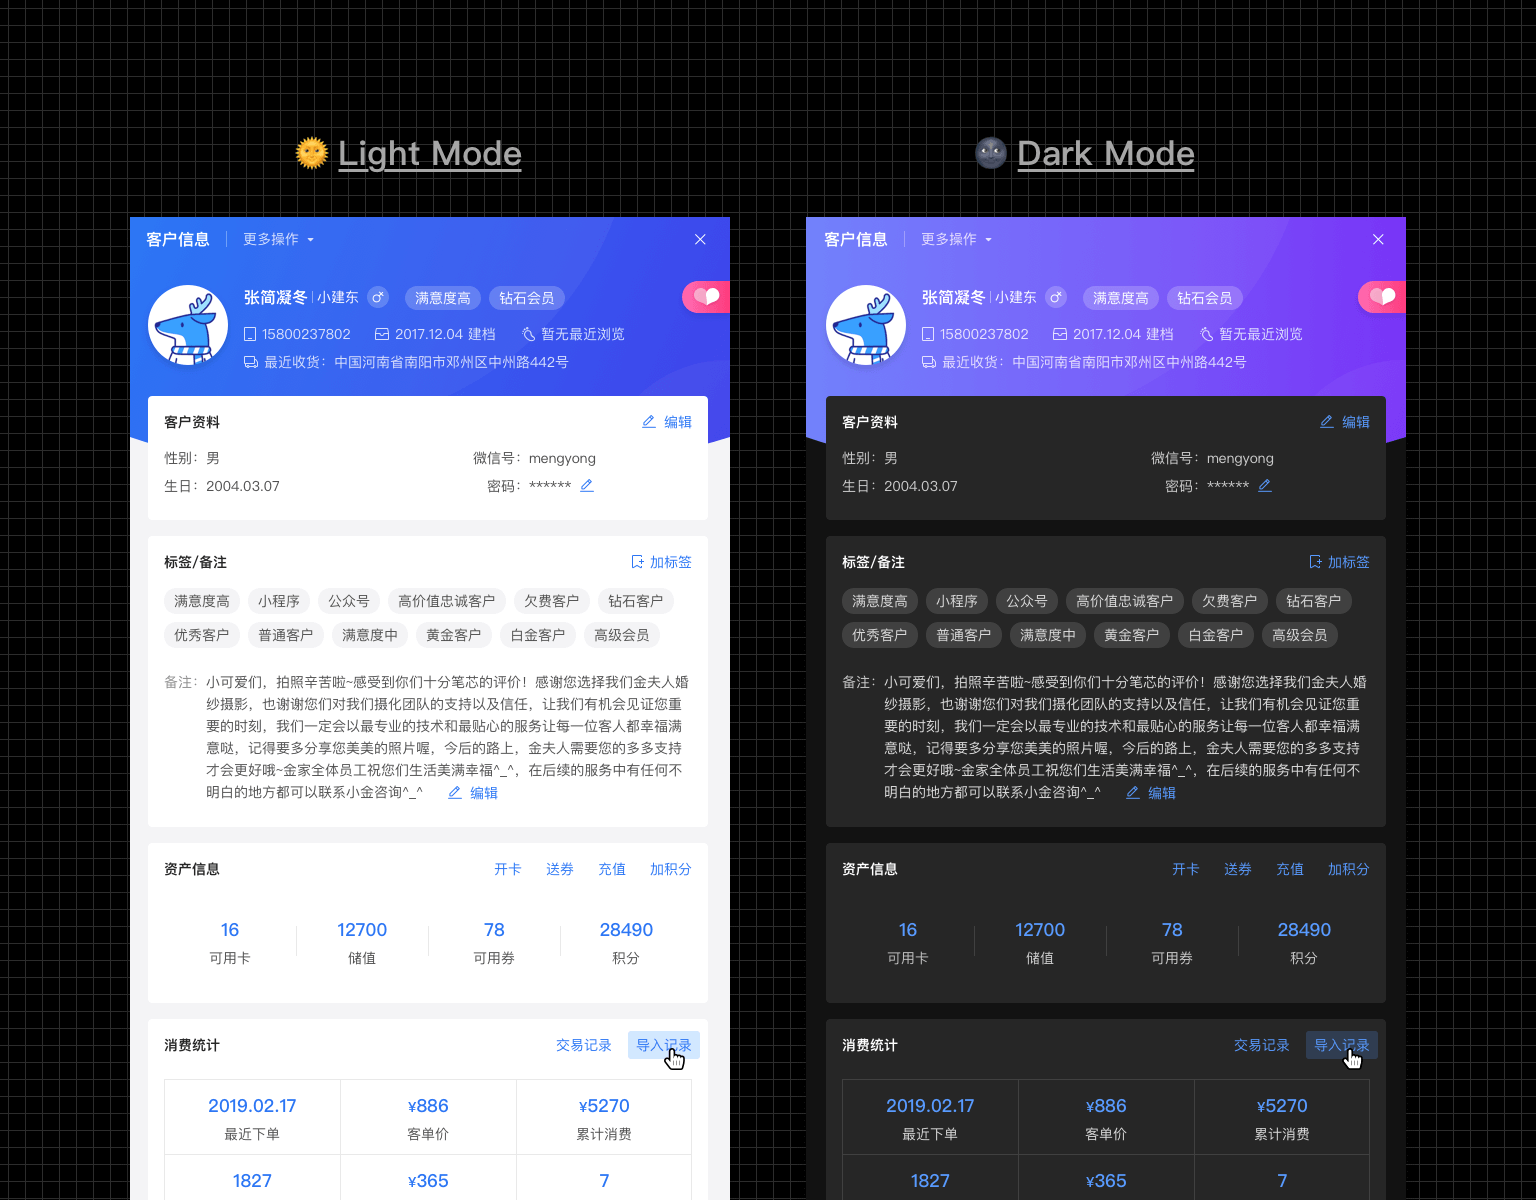 Light Mode
客户信息 更多操作
张简凝冬 小建东 满意度高 钻石会员
15800237802 2017.12.04 建档 暂无最近浏览
最近收货：中国河南省南阳市邓州区中州路442号
客户资料 编辑
性别：男 微信号：mengyong
生日：2004.03.07 密码：******
标签/备注 加标签
满意度高 小程序 公众号 高价值忠诚客户 欠费客户 钻石客户
优秀客户 普通客户 满意度中 黄金客户 白金客户 高级会员
备注：小可爱们，拍照辛苦啦~感受到你们十分笔芯的评价！感谢您选择我们金夫人婚
纱摄影，也谢谢您们对我们摄化团队的支持以及信任，让我们有机会见证您重
要的时刻，我们一定会以最专业的技术和最贴心的服务让每一位客人都幸福满
意哒，记得要多分享您美美的照片喔，今后的路上，金夫人需要您的多多支持
才会更好哦~金家全体员工祝您们生活美满幸福^_^，在后续的服务中有任何不
明白的地方都可以联系小金咨询^_^ 编辑
资产信息 开卡 送券 充值 加积分
16 12700 78 28490
可用卡 储值 可用券 积分
消费统计 交易记录 导入记录
2019.02.17 ¥886 ¥5270
最近下单 客单价 累计消费
1827 ¥365 7
Dark Mode
客户信息 更多操作
张简凝冬 小建东 满意度高 钻石会员
15800237802 2017.12.04 建档 暂无最近浏览
最近收货：中国河南省南阳市邓州区中州路442号
客户资料 编辑
性别：男 微信号：mengyong
生日：2004.03.07 密码：******
标签/备注 加标签
满意度高 小程序 公众号 高价值忠诚客户 欠费客户 钻石客户
优秀客户 普通客户 满意度中 黄金客户 白金客户 高级会员
备注：小可爱们，拍照辛苦啦~感受到你们十分笔芯的评价！感谢您选择我们金夫人婚
纱摄影，也谢谢您们对我们摄化团队的支持以及信任，让我们有机会见证您重
要的时刻，我们一定会以最专业的技术和最贴心的服务让每一位客人都幸福满
意哒，记得要多分享您美美的照片喔，今后的路上，金夫人需要您的多多支持
才会更好哦~金家全体员工祝您们生活美满幸福^_^，在后续的服务中有任何不
明白的地方都可以联系小金咨询^_^ 编辑
资产信息 开卡 送券 充值 加积分
16 12700 78 28490
可用卡 储值 可用券 积分
消费统计 交易记录 导入记录
2019.02.17 ¥886 ¥5270
最近下单 客单价 累计消费
1827 ¥365 7